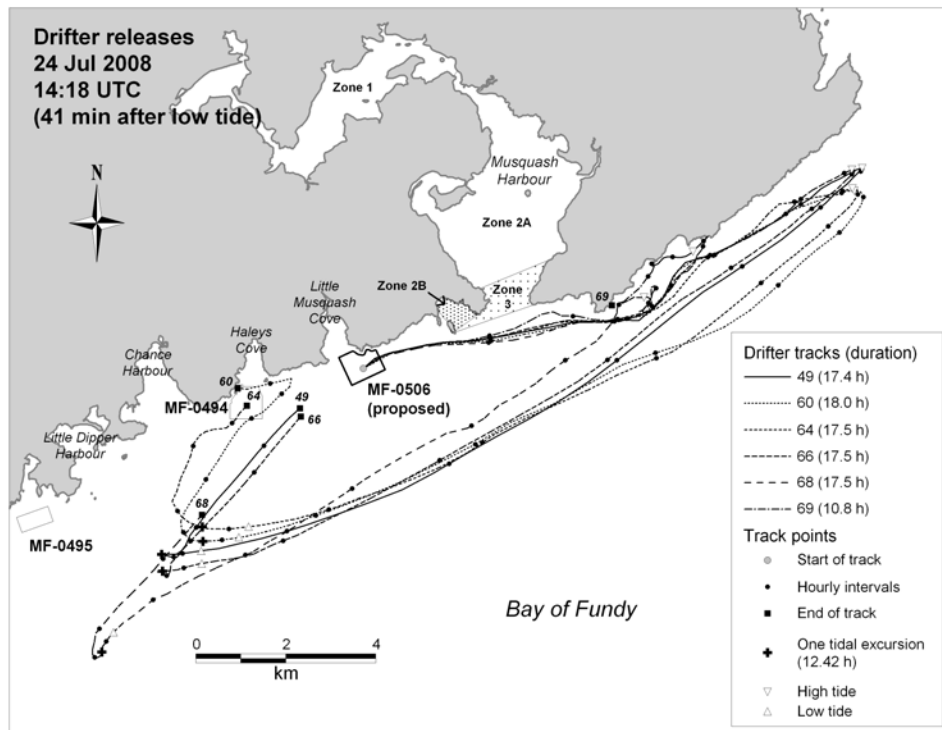 Drifter releases
24 Jul 2008
14:18 UTC
(41 min after low tide)
N
Zone 1
Musquash
Harbour
Zone 2A
Zone 2B
Zone
3
Little
Musquash
Cove
Haleys
Cove
Chance
Harbour
Little Dipper
Harbour
MF-0506
(proposed)
MF-0494
MF-0495
69
60
64
49
66
68
Bay of Fundy
0 2 4
km
Drifter tracks (duration)
49 (17.4 h)
60 (18.0 h)
64 (17.5 h)
66 (17.5 h)
68 (17.5 h)
69 (10.8 h)
Track points
Start of track
Hourly intervals
End of track
One tidal excursion
(12.42 h)
High tide
Low tide